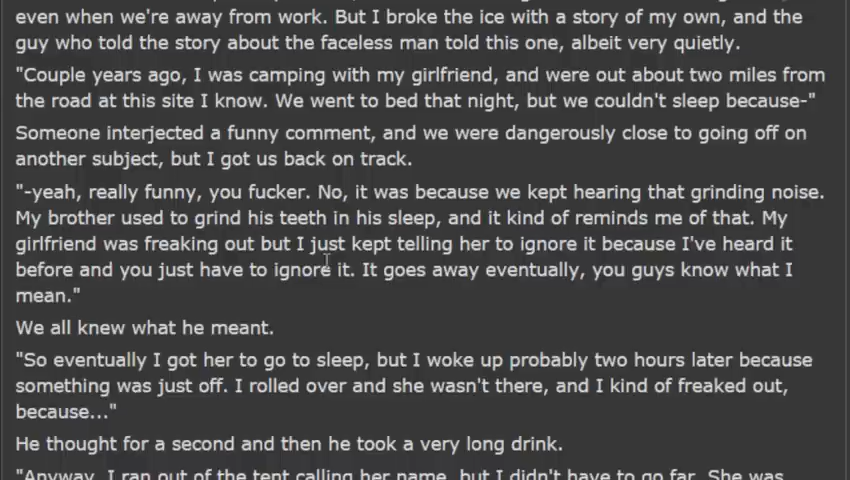 even when we're away from work. But I broke the ice with a story of my own, and the
guy who told the story about the faceless man told this one, albeit very quietly.
"Couple years ago, I was camping with my girlfriend, and were out about two miles from
the road at this site I know. We went to bed that night, but we couldn't sleep because-"
Someone interjected a funny comment, and we were dangerously close to going off on
another subject, but I got us back on track.
"-yeah, really funny, you fucker. No, it was because we kept hearing that grinding noise.
My brother used to grind his teeth in his sleep, and it kind of reminds me of that. My
girlfriend was freaking out but I just kept telling her to ignore it because I've heard it
before and you just have to ignore it. It goes away eventually, you guys know what I
mean."
We all knew what he meant.
"So eventually I got her to go to sleep, but I woke up probably two hours later because
something was just off. I rolled over and she wasn't there, and I kind of freaked out,
because..."
He thought for a second and then he took a very long drink.
"Anyway, I ran out of the tent calling her name, but I didn't have to go far. She was